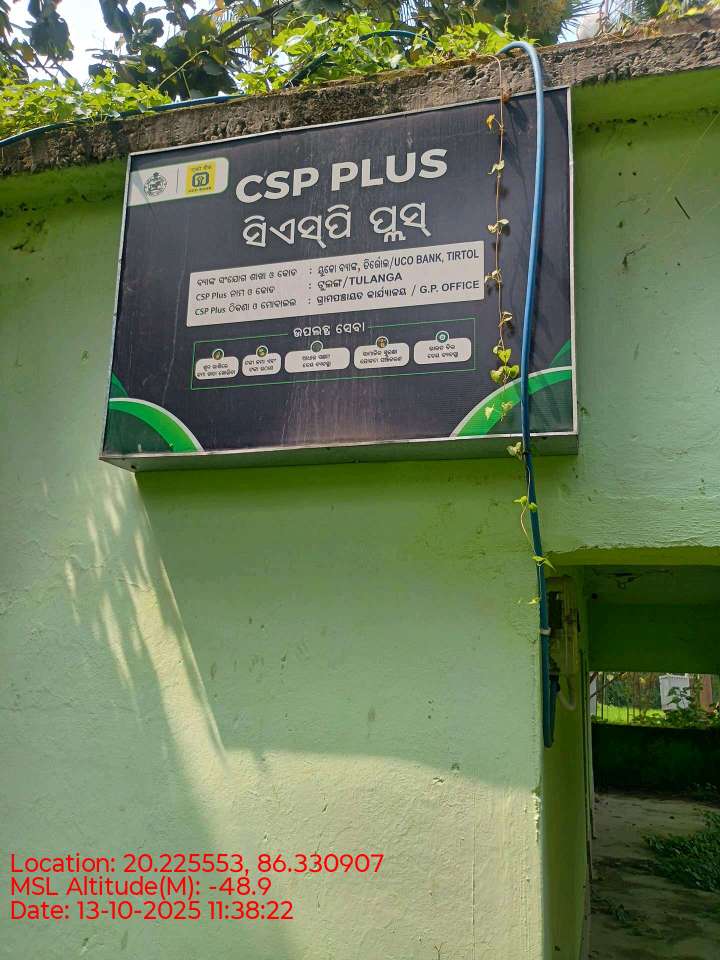 CSP PLUS
ସିଏସ୍‌ପି ପ୍ଲସ୍
ବ୍ୟାଙ୍କ ସଂଯୋଗ ଶାଖା ଓ କୋଡ : ୟୁକୋ ବ୍ୟାଙ୍କ, ତିର୍ତ୍ତୋଲ/UCO BANK, TIRTOL
CSP Plus ନାମ ଓ କୋଡ : ଟୁଲଙ୍ଗ/TULANGA
CSP Plus ଠିକଣା ଓ ମୋବାଇଲ : ଗ୍ରାମପଞ୍ଚାୟତ କାର୍ଯ୍ୟାଳୟ / G.P. OFFICE
ଉପଲବ୍ଧ ସେବା
Location: 20.225553, 86.330907
MSL Altitude(M): -48.9
Date: 13-10-2025 11:38:22